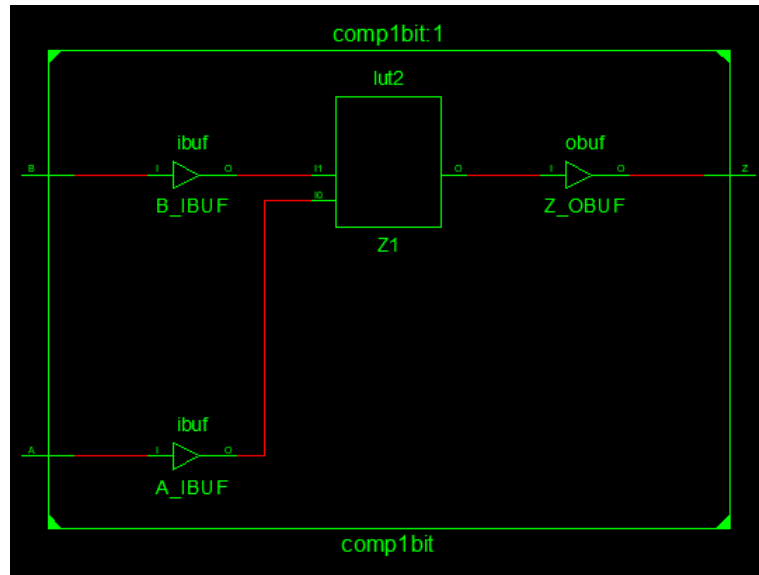 comp1bit:1
lut2
ibuf
obuf
B
I
O
I1
O
I
O
Z
I0
B_IBUF
Z_OBUF
Z1
ibuf
A
I
O
A_IBUF
comp1bit